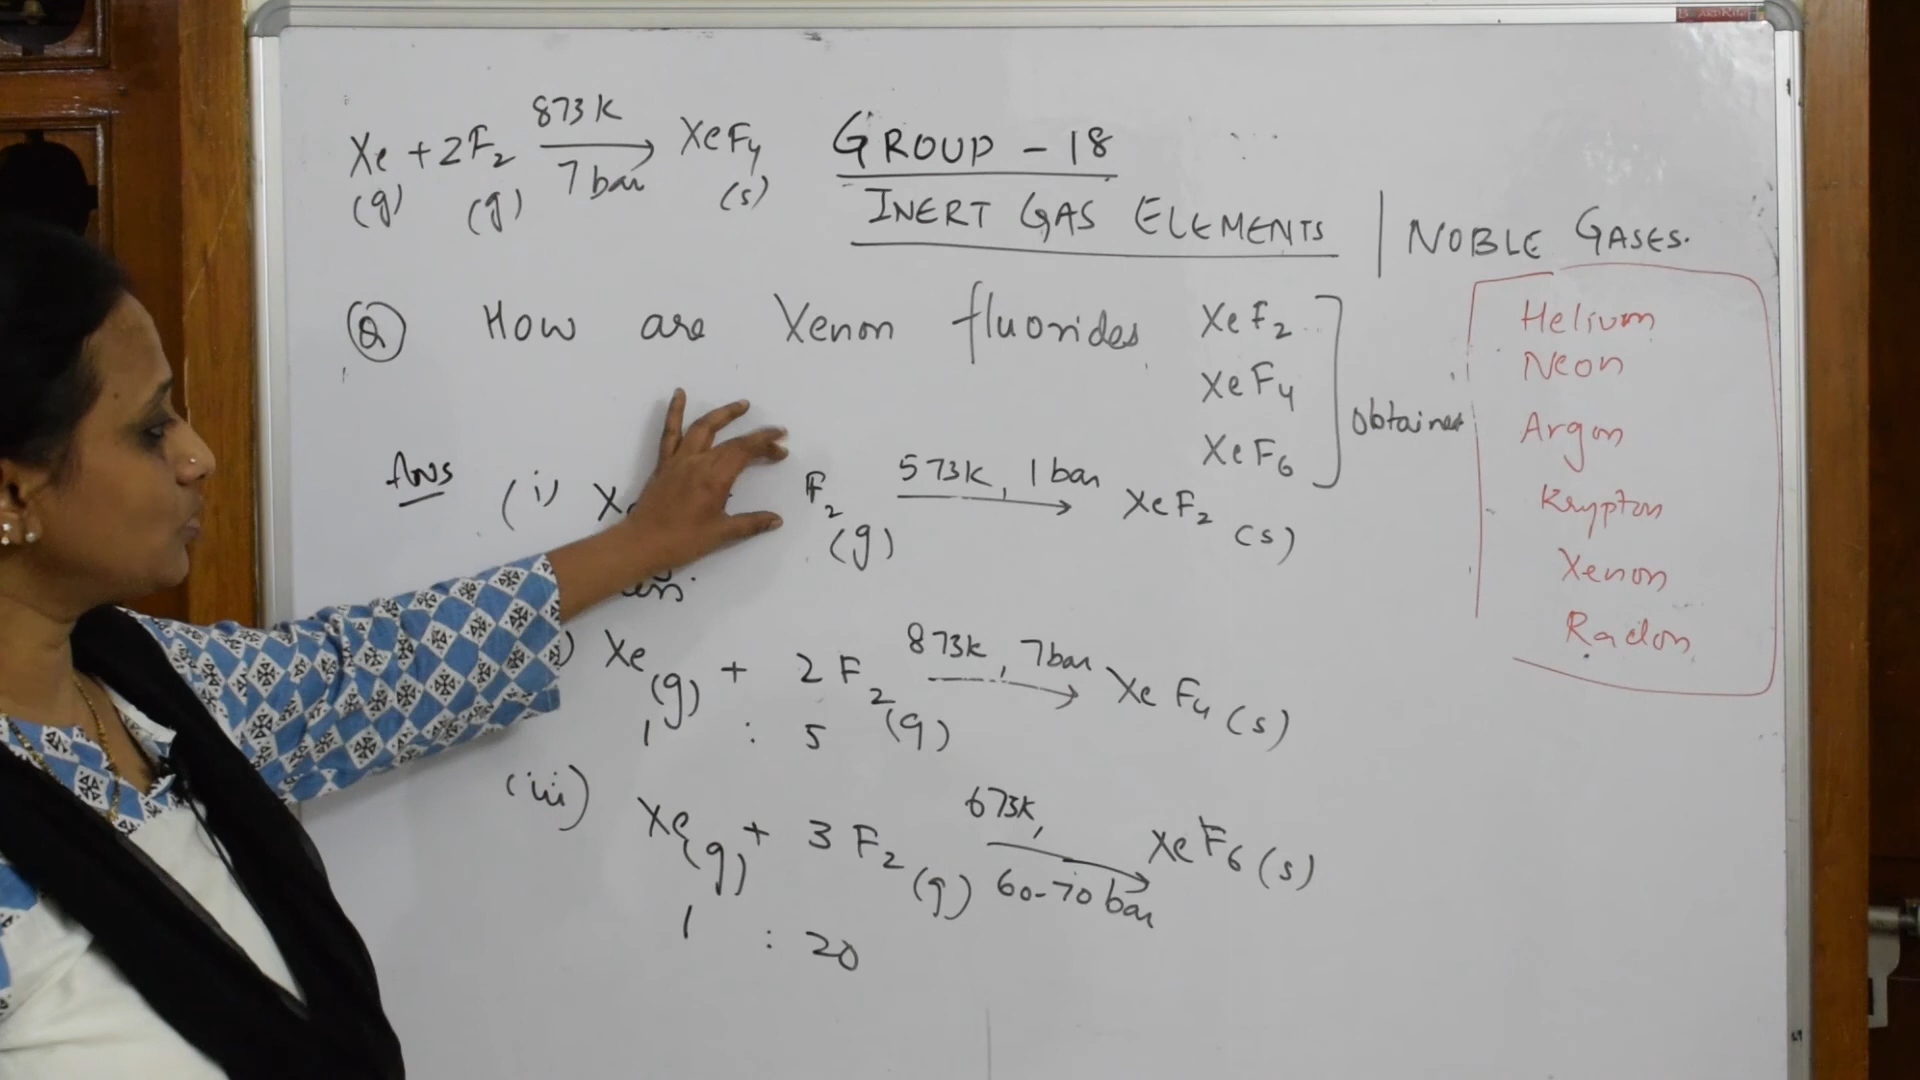 873K
Xe + 2F2 → XeF4
7 bar
(g) (g) (s)
GROUP - 18
INERT GAS ELEMENTS | NOBLE GASES.
Q How are Xenon fluorides XeF2
XeF4
XeF6
Obtained
Helium
Neon
Argon
Krypton
Xenon
Radon
Ans
(i) F2 (g) 573K, 1 bar → XeF2 (s)
) Xe (g) + 2F2 (g) 873K, 7bar → XeF4 (s)
1 : 5
(iii) Xe (g) + 3F2 (g) 673K, 60-70 bar → XeF6 (s)
1 : 20